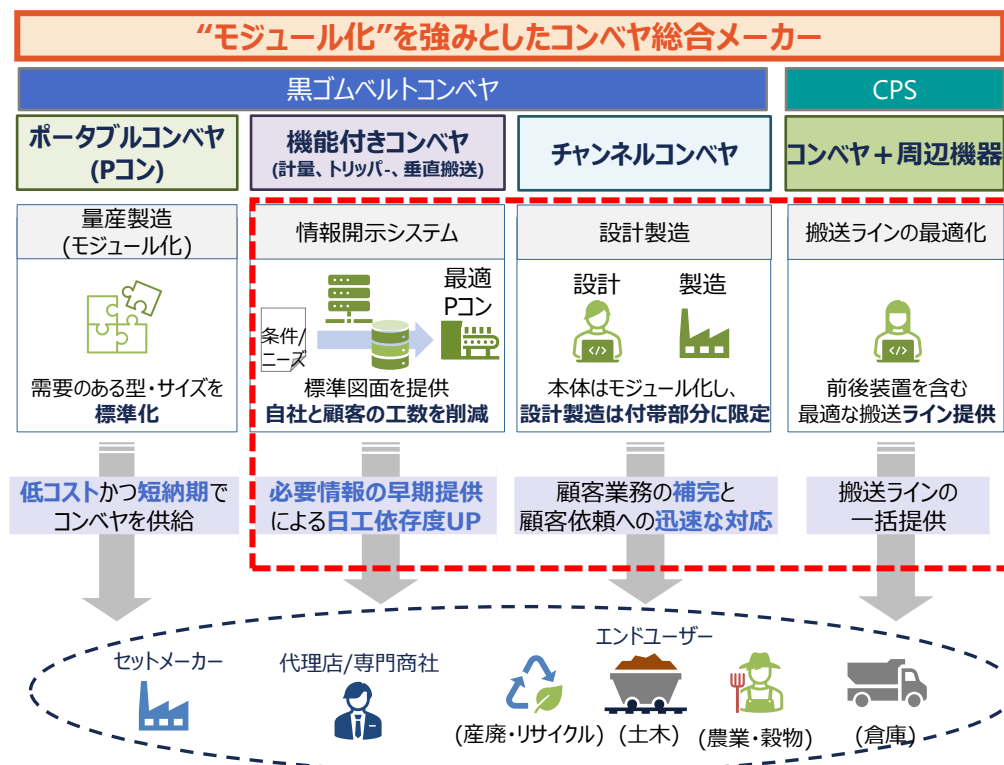 “モジュール化”を強みとしたコンベヤ総合メーカー
黒ゴムベルトコンベヤ
CPS
ポータブルコンベヤ
(Pコン)
機能付きコンベヤ
(計量、トリッパ-、垂直搬送)
チャンネルコンベヤ
コンベヤ+周辺機器
量産製造
(モジュール化)
需要のある型・サイズを
標準化
情報開示システム
条件/
ニーズ
最適
Pコン
標準図面を提供
自社と顧客の工数を削減
設計製造
設計
製造
本体はモジュール化し、
設計製造は付帯部分に限定
搬送ラインの最適化
前後装置を含む
最適な搬送ライン提供
低コストかつ短納期で
コンベヤを供給
必要情報の早期提供
による日工依存度UP
顧客業務の補完と
顧客依頼への迅速な対応
搬送ラインの
一括提供
セットメーカー
代理店/専門商社
エンドユーザー
(産廃・リサイクル)
(土木)
(農業・穀物)
(倉庫)